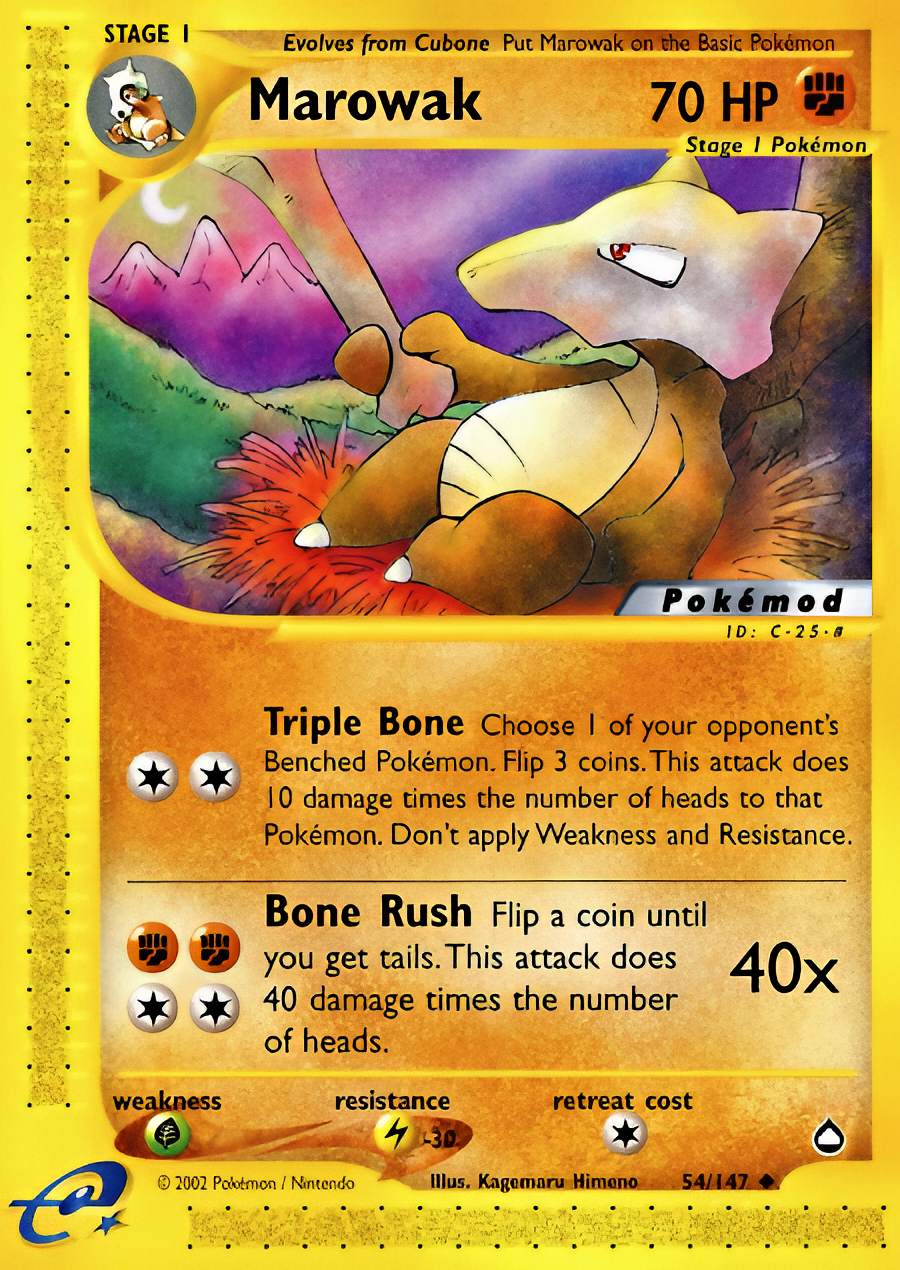 STAGE 1
Evolves from Cubone Put Marowak on the Basic Pokémon
Marowak 70 HP
Stage 1 Pokémon
Pokémod
ID: C-25-#
Triple Bone Choose 1 of your opponent's
Benched Pokémon. Flip 3 coins. This attack does
10 damage times the number of heads to that
Pokémon. Don't apply Weakness and Resistance.
Bone Rush Flip a coin until
you get tails. This attack does
40 damage times the number
of heads.
40x
weakness resistance retreat cost
-30
© 2002 Pokémon / Nintendo Illus. Kagemaru Himeno 54/147
e